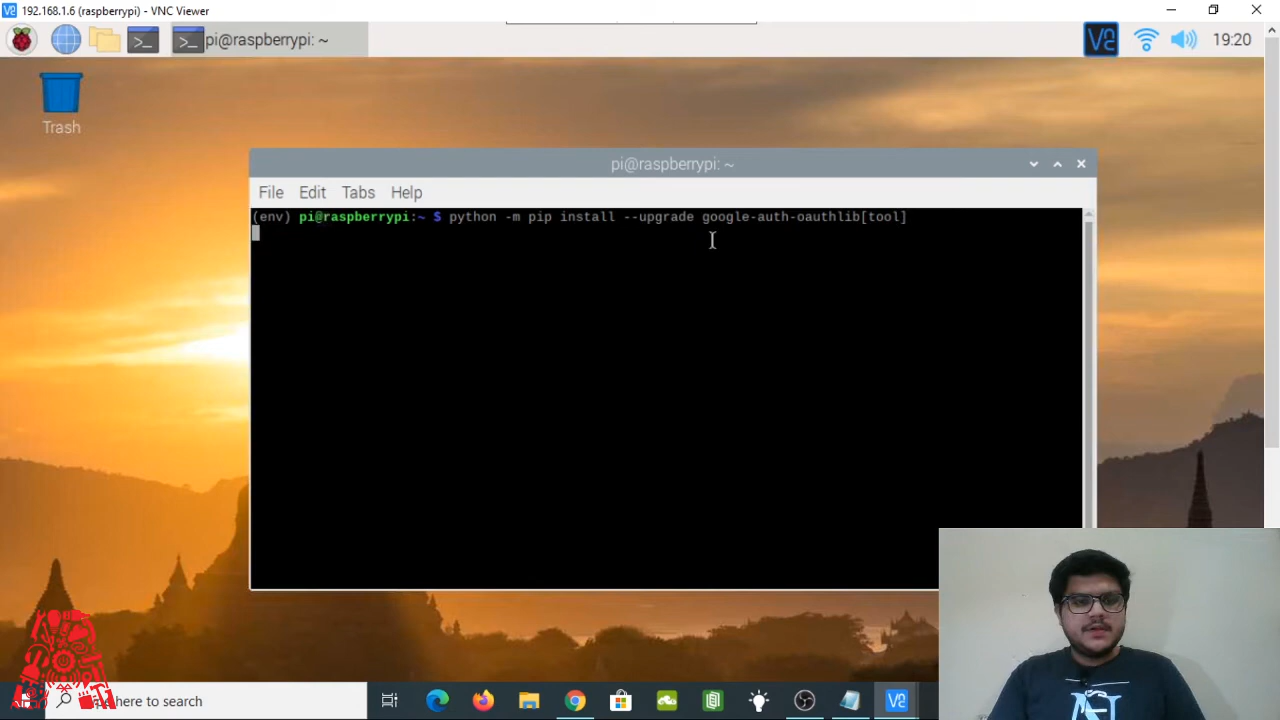 192.168.1.6 (raspberrypi) - VNC Viewer
pi@raspberrypi: ~
19:20
Trash
pi@raspberrypi: ~
File Edit Tabs Help
(env) pi@raspberrypi:~ $ python -m pip install --upgrade google-auth-oauthlib[tool]
here to search